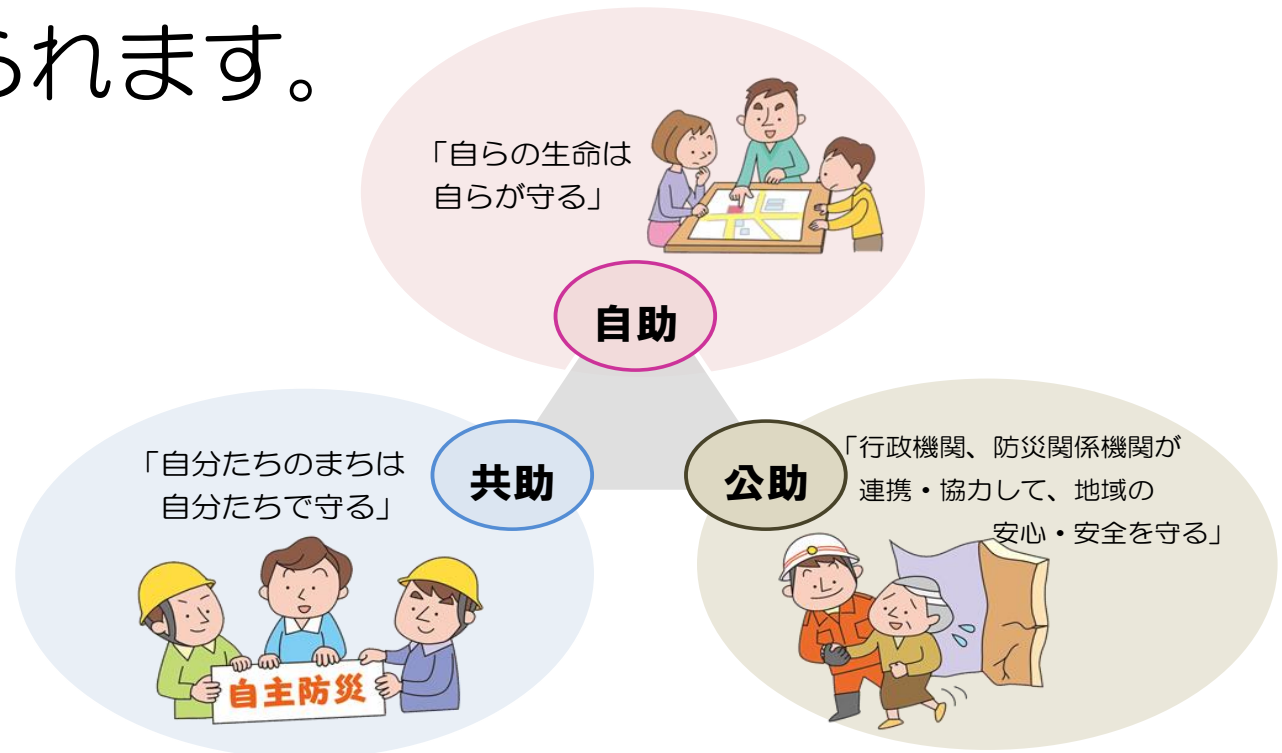 られます。
「自らの生命は
自らが守る」
自助
「自分たちのまちは
自分たちで守る」
共助
自主防災
公助
「行政機関、防災関係機関が
連携・協力して、地域の
安心・安全を守る」